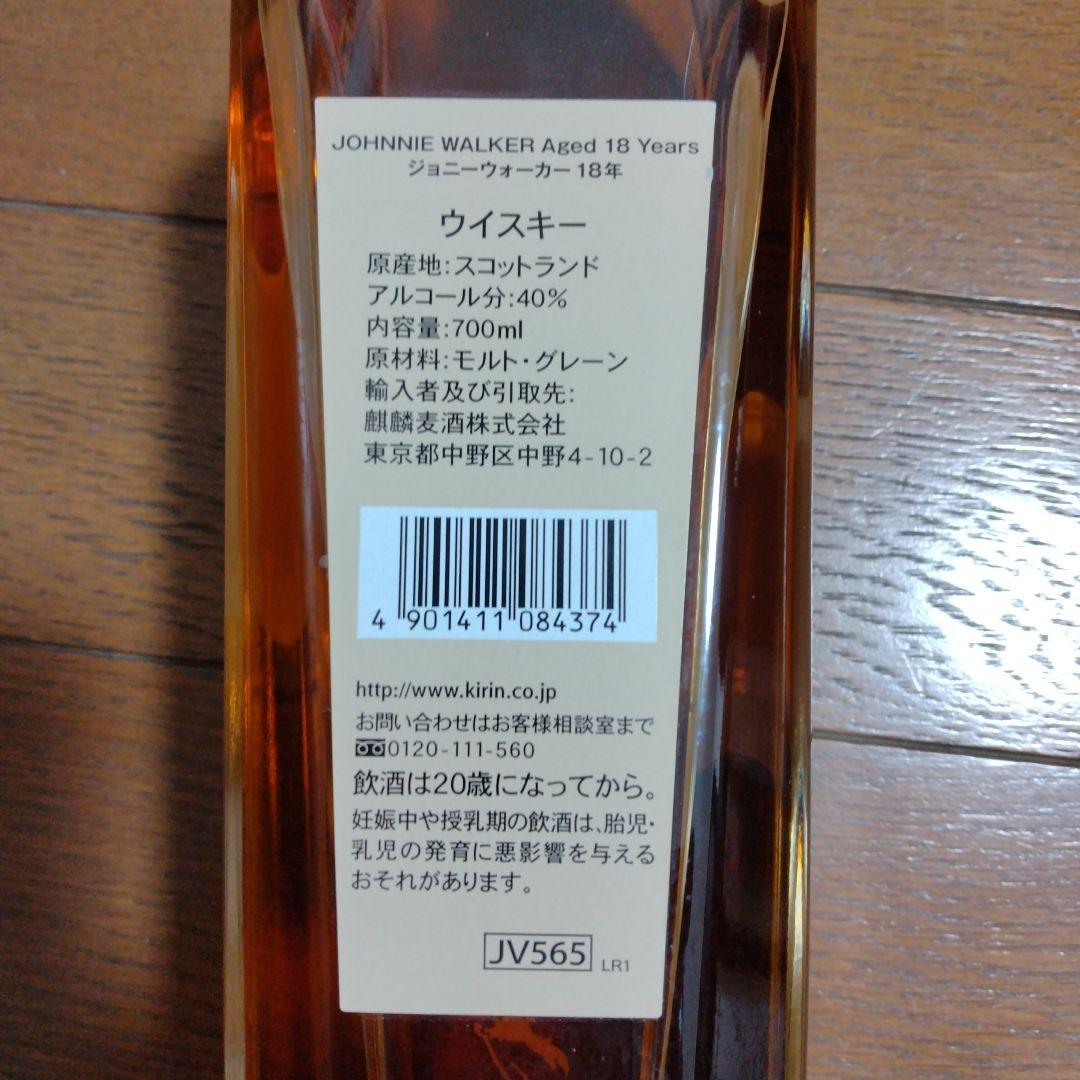 JOHNNIE WALKER Aged 18 Years
ジョニーウォーカー 18年
ウイスキー
原産地:スコットランド
アルコール分:40%
内容量:700ml
原材料:モルト・グレーン
輸入者及び引取先:
麒麟麦酒株式会社
東京都中野区中野4-10-2
4 901411 084374
http://www.kirin.co.jp
お問い合わせはお客様相談室まで
0120-111-560
飲酒は20歳になってから。
妊娠中や授乳期の飲酒は、胎児・
乳児の発育に悪影響を与える
おそれがあります。
JV565 LR1